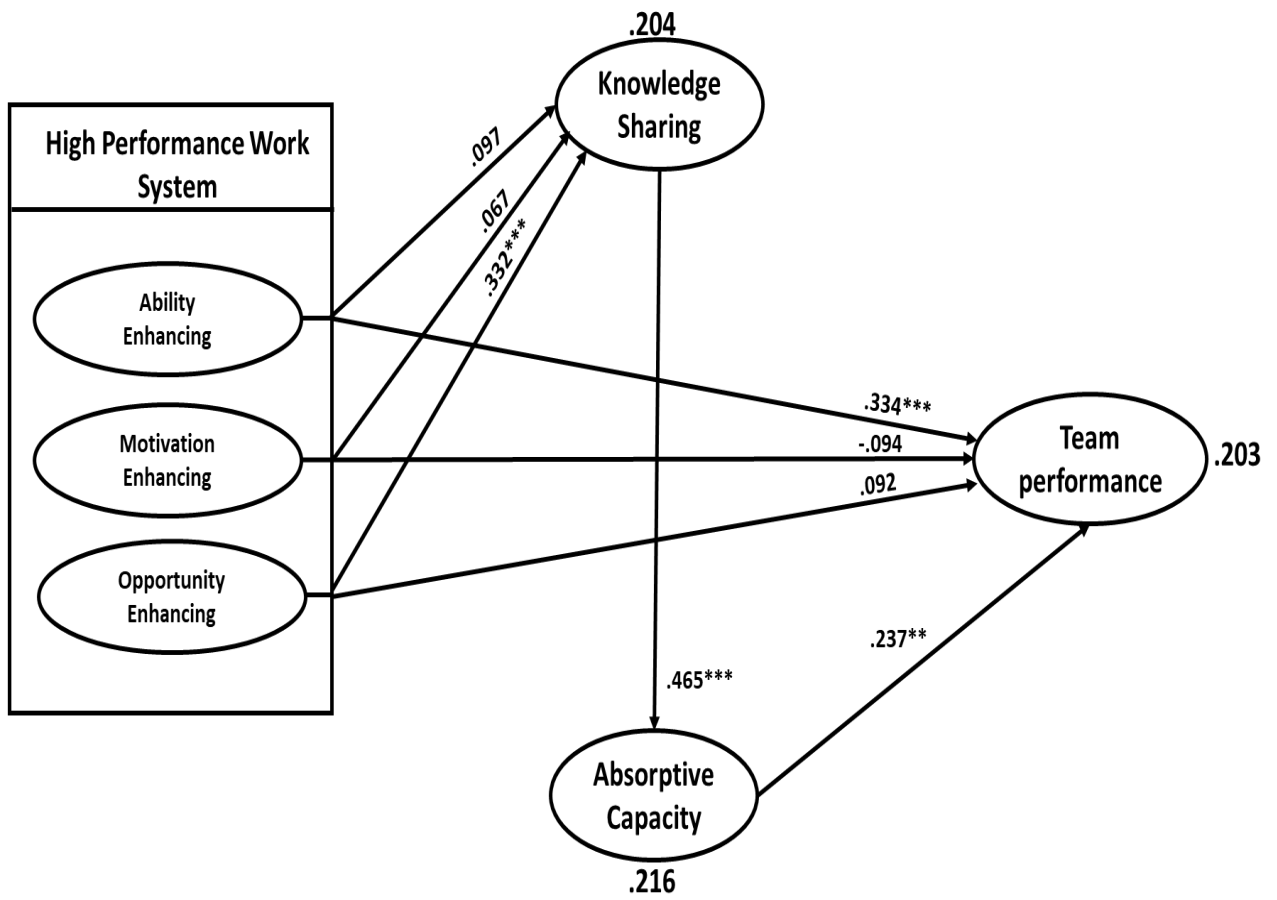 .204
Knowledge
Sharing
High Performance Work
System
.097
.067
.332***
Ability
Enhancing
Motivation
Enhancing
Opportunity
Enhancing
.334***
-.094
.092
Team
performance
.203
.237**
.465***
Absorptive
Capacity
.216